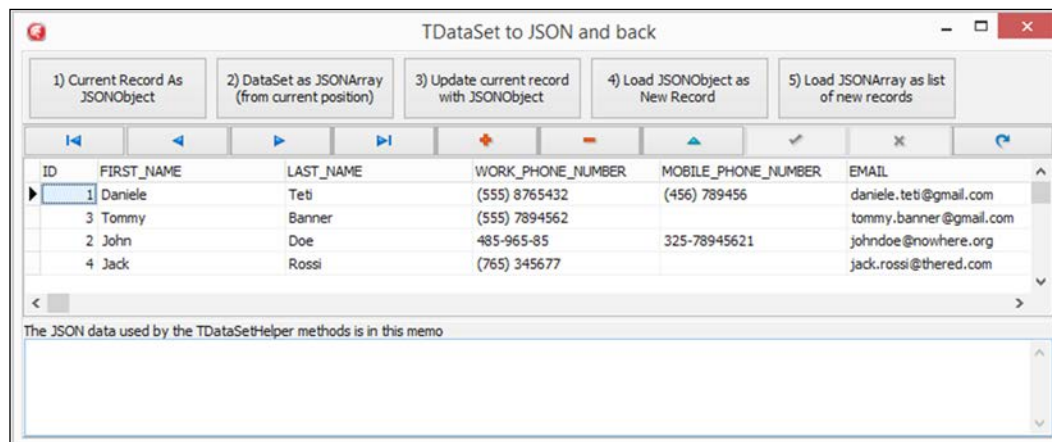 TDataSet to JSON and back
1) Current Record As
JSONObject
2) DataSet as JSONArray
(from current position)
3) Update current record
with JSONObject
4) Load JSONObject as
New Record
5) Load JSONArray as list
of new records
ID FIRST_NAME LAST_NAME WORK_PHONE_NUMBER MOBILE_PHONE_NUMBER EMAIL
1 Daniele Teti (555) 8765432 (456) 789456 daniele.teti@gmail.com
3 Tommy Banner (555) 7894562 tommy.banner@gmail.com
2 John Doe 485-965-85 325-78945621 johndoe@nowhere.org
4 Jack Rossi (765) 345677 jack.rossi@thered.com
The JSON data used by the TDataSetHelper methods is in this memo